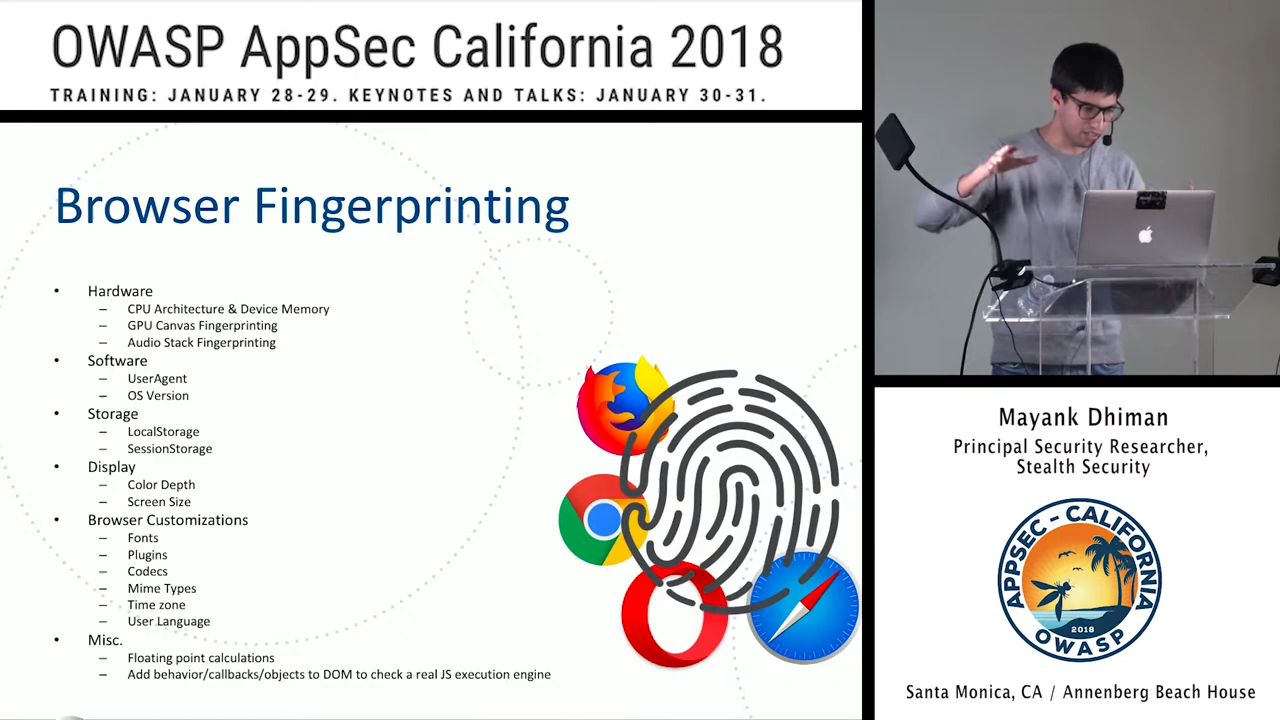 OWASP AppSec California 2018
TRAINING: JANUARY 28-29. KEYNOTES AND TALKS: JANUARY 30-31.
Browser Fingerprinting
• Hardware
– CPU Architecture & Device Memory
– GPU Canvas Fingerprinting
– Audio Stack Fingerprinting
• Software
– UserAgent
– OS Version
• Storage
– LocalStorage
– SessionStorage
• Display
– Color Depth
– Screen Size
• Browser Customizations
– Fonts
– Plugins
– Codecs
– Mime Types
– Time zone
– User Language
• Misc.
– Floating point calculations
– Add behavior/callbacks/objects to DOM to check a real JS execution engine
Mayank Dhiman
Principal Security Researcher,
Stealth Security
APPSEC - CALIFORNIA
2018
OWASP
Santa Monica, CA / Annenberg Beach House